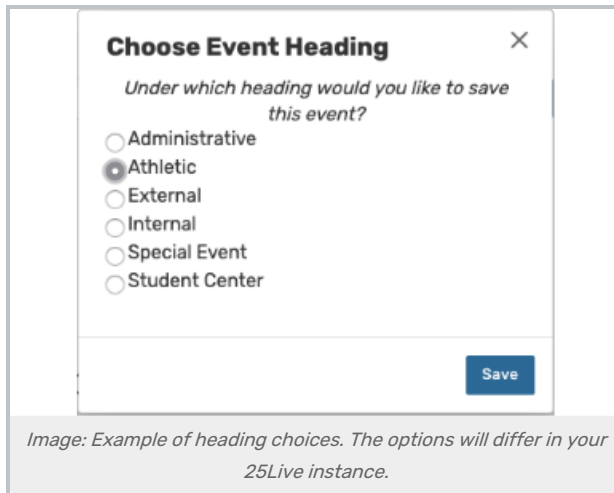 Choose Event Heading
Under which heading would you like to save
this event?
Administrative
Athletic
External
Internal
Special Event
Student Center
Save
Image: Example of heading choices. The options will differ in your
25Live instance.